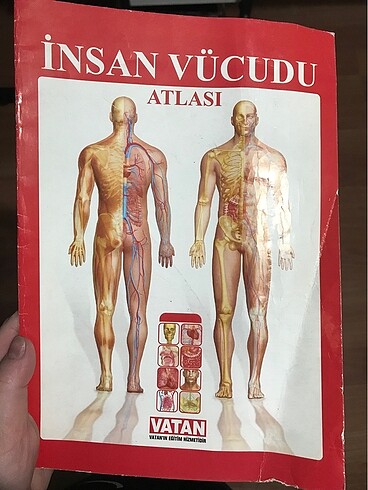 İNSAN VÜCUDU
ATLASI
VATAN
VATAN'IN EĞİTİM HİZMETİDİR